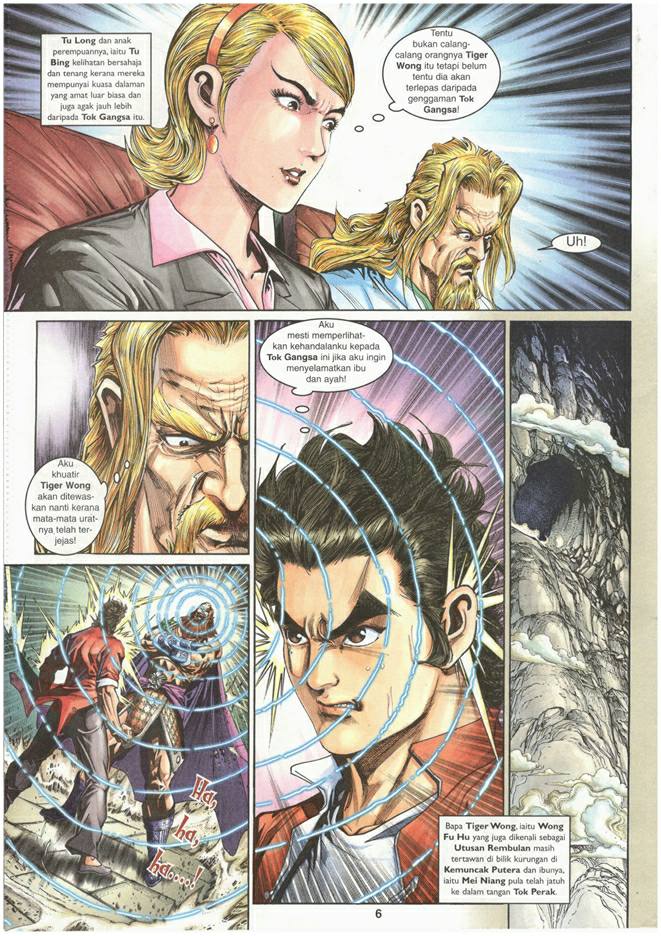 Tu Long dan anak
perempuannya, iaitu Tu
Bing kelihatan bersahaja
dan tenang kerana mereka
mempunyai kuasa dalaman
yang amat luar biasa dan
juga agak jauh lebih
daripada Tok Gangsa itu.
Tentu
bukan calang-
calang orangnya Tiger
Wong itu tetapi belum
tentu dia akan
terlepas daripada
genggaman Tok
Gangsa!
Uh!
Aku
khuatir
Tiger Wong
akan ditewas-
kan nanti kerana
mata-mata urat-
nya telah ter-
jejas!
Aku
mesti memperlihat-
kan kehandalanku kepada
Tok Gangsa ini jika aku ingin
menyelamatkan ibu
dan ayah!
Ha,
ha,
ha....!
Bapa Tiger Wong, iaitu Wong
Fu Hu yang juga dikenali sebagai
Utusan Rembulan masih
tertawan di bilik kurungan di
Kemuncak Putera dan ibunya,
iaitu Mei Niang pula telah jatuh
ke dalam tangan Tok Perak.
6